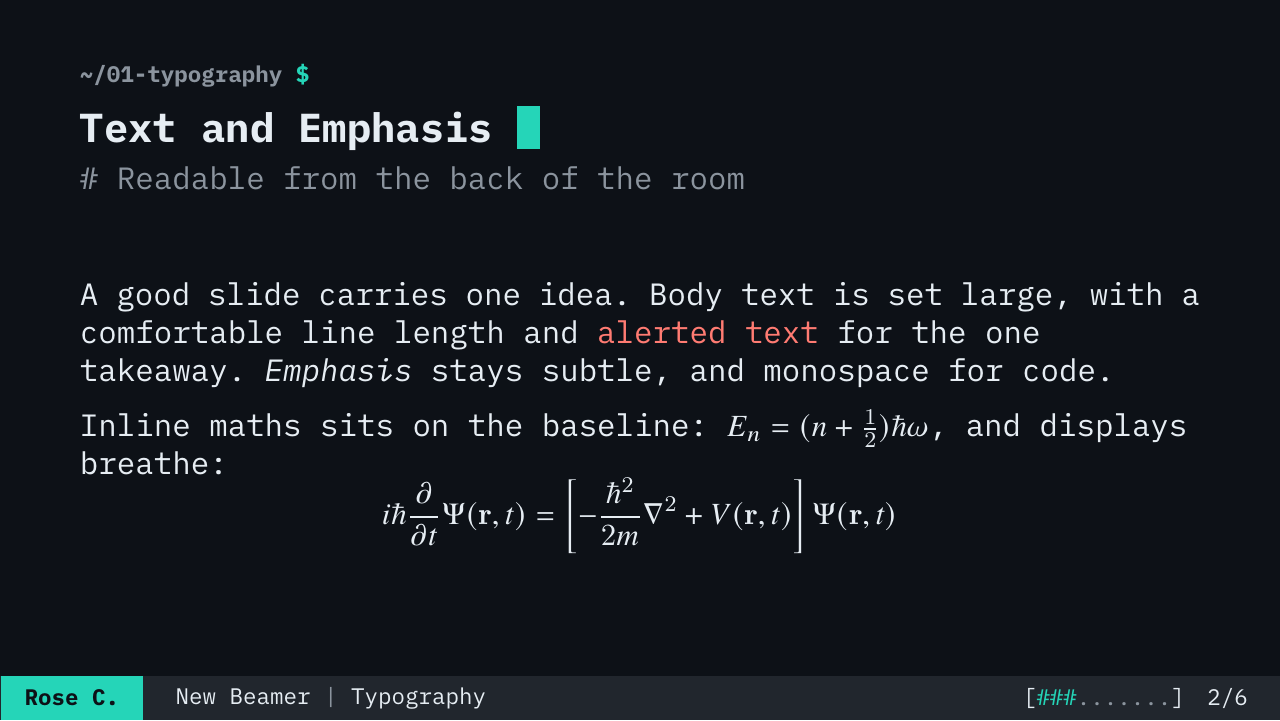 ~/01-typography $
Text and Emphasis
# Readable from the back of the room
A good slide carries one idea. Body text is set large, with a
comfortable line length and alerted text for the one
takeaway. Emphasis stays subtle, and monospace for code.
Inline maths sits on the baseline: Eₙ = (n + ½)ℏω, and displays
breathe:
iℏ ∂/∂t Ψ(r, t) = [−ℏ²/2m ∇² + V(r, t)] Ψ(r, t)
Rose C. New Beamer | Typography [###.......] 2/6